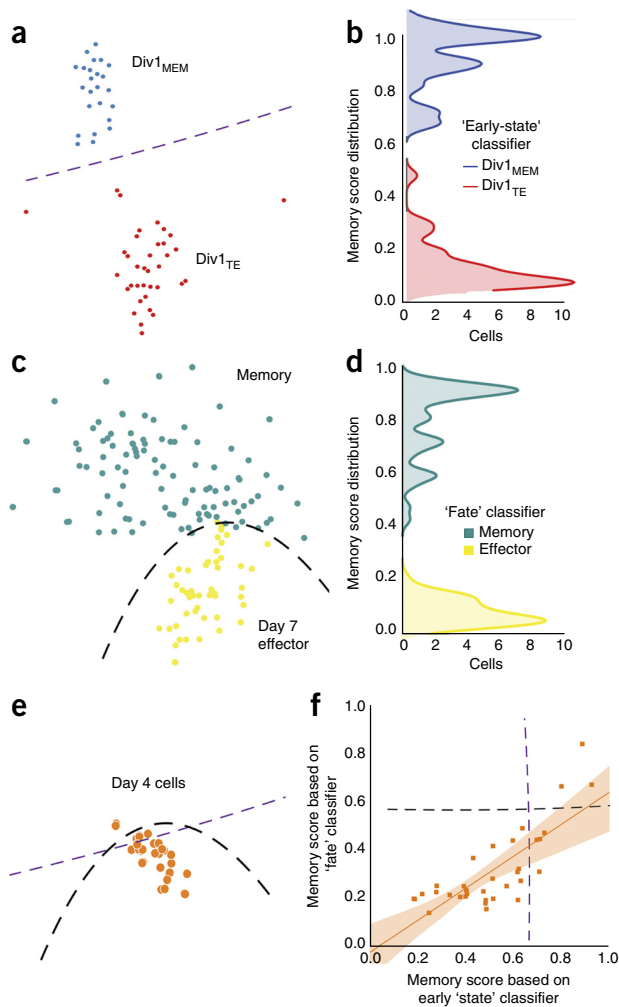 a
Div1MEM
Div1TE
b
Memory score distribution
1.0
0.8
0.6
0.4
0.2
0.0
'Early-state'
classifier
Div1MEM
Div1TE
0 2 4 6 8 10
Cells
c
Memory
Day 7
effector
d
Memory score distribution
1.0
0.8
0.6
0.4
0.2
0.0
'Fate' classifier
Memory
Effector
0 2 4 6 8 10
Cells
e
Day 4 cells
f
Memory score based on
'fate' classifier
1.0
0.8
0.6
0.4
0.2
0.0
0.0 0.2 0.4 0.6 0.8 1.0
Memory score based on
early 'state' classifier